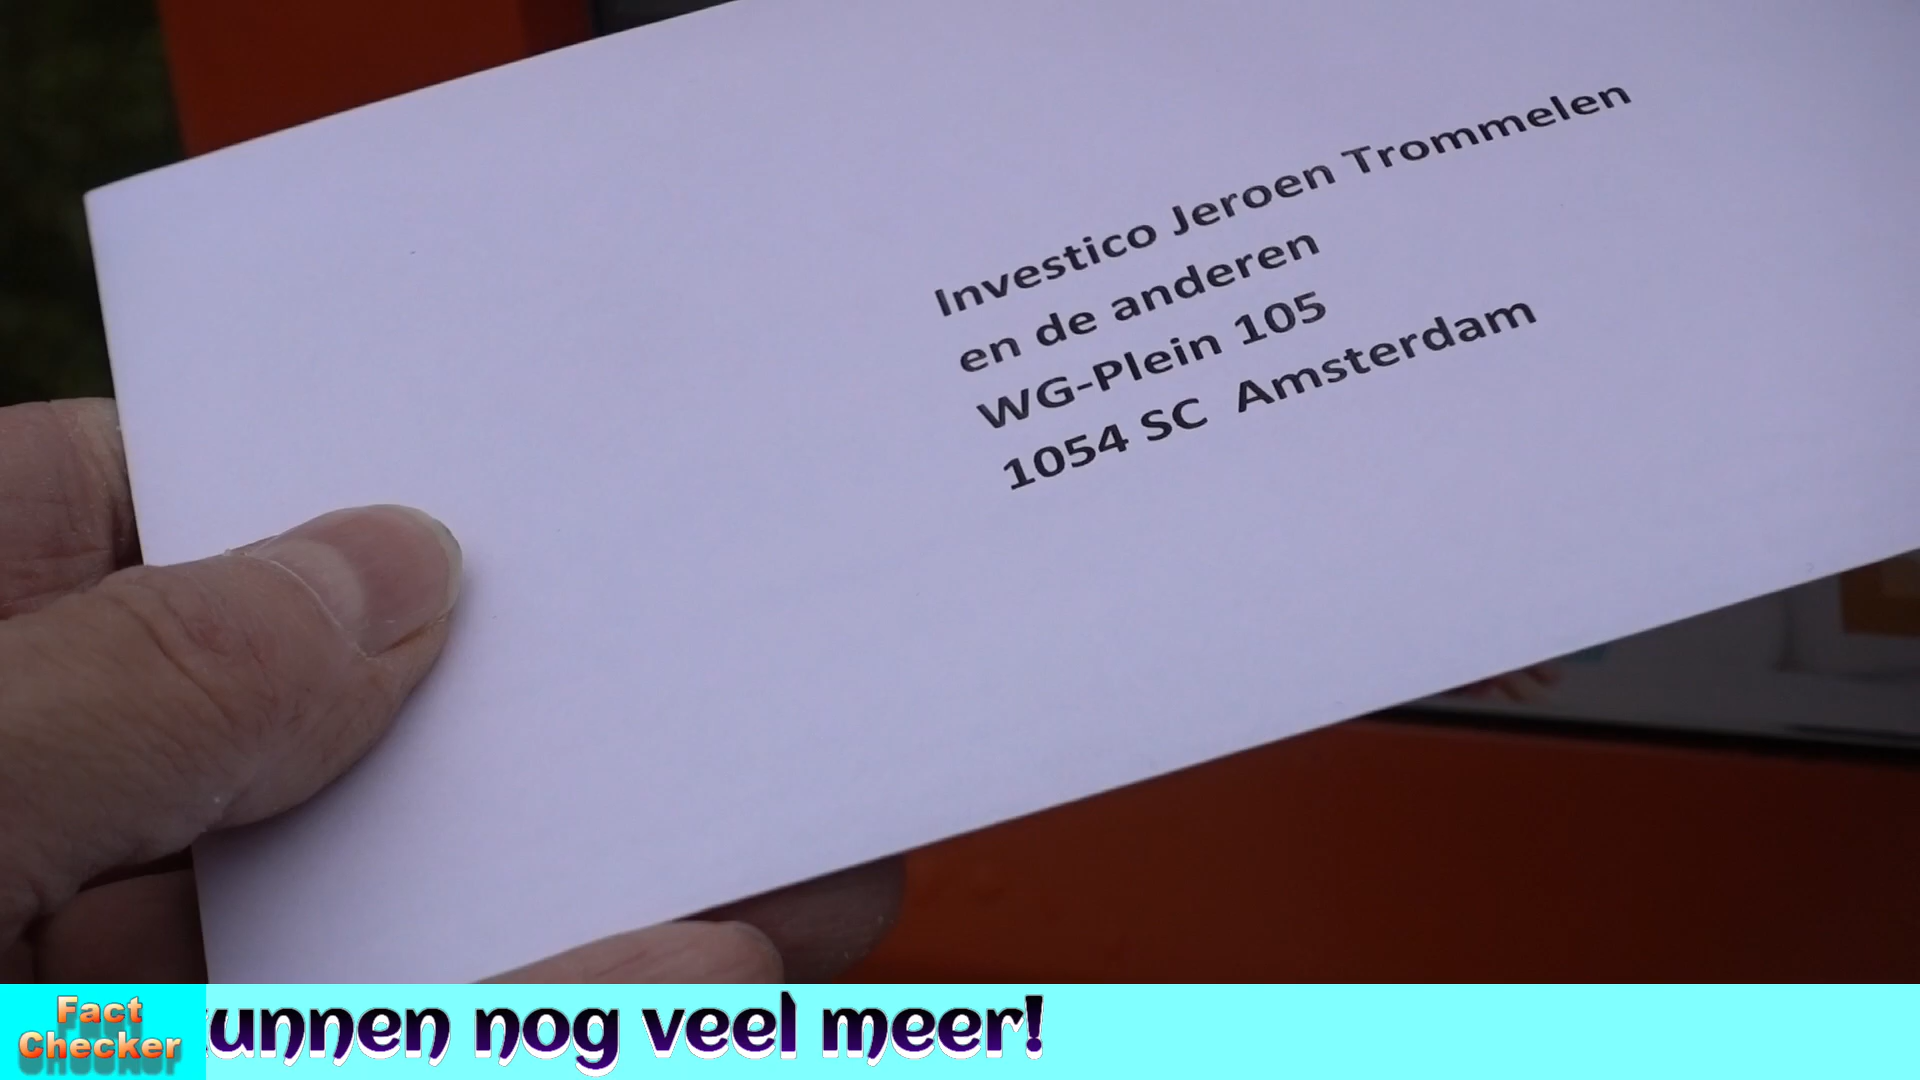 Investico Jeroen Trommelen
en de anderen
WG-Plein 105
1054 SC Amsterdam
Fact
Checker
unnen nog veel meer!